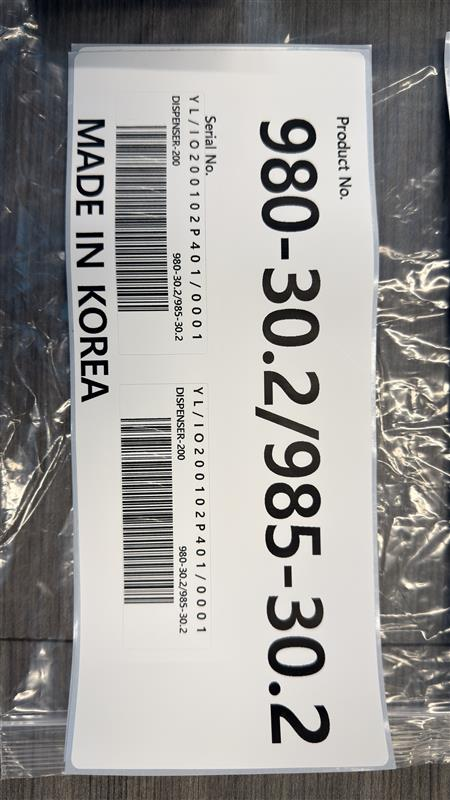 Product No.
980-30.2/985-30.2
Serial No.
YL/IO200102P401/0001
DISPENSER-200 980-30.2/985-30.2
YL/IO200102P401/0001
DISPENSER-200 980-30.2/985-30.2
MADE IN KOREA